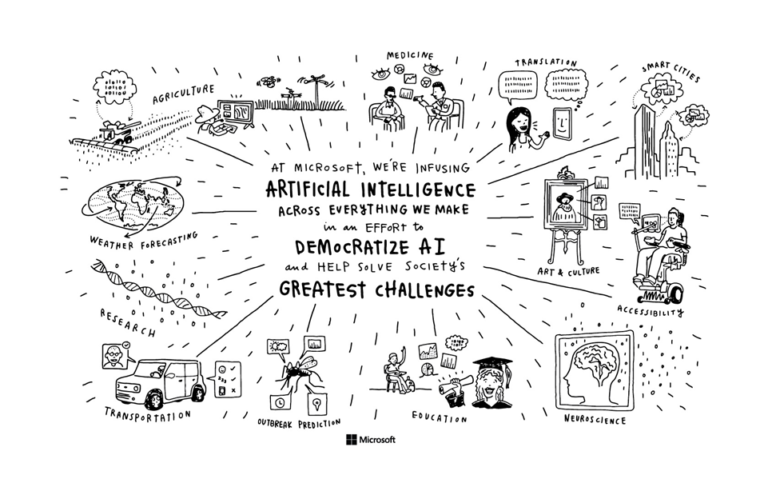 MEDICINE
TRANSLATION
SMART CITIES
AGRICULTURE
AT MICROSOFT, WE'RE INFUSING
ARTIFICIAL INTELLIGENCE
ACROSS EVERYTHING WE MAKE
in an EFFORT to
DEMOCRATIZE AI
and HELP SOLVE SOCIETY'S
GREATEST CHALLENGES
WEATHER FORECASTING
ART & CULTURE
ACCESSIBILITY
RESEARCH
TRANSPORTATION
OUTBREAK PREDICTION
EDUCATION
NEUROSCIENCE
Microsoft